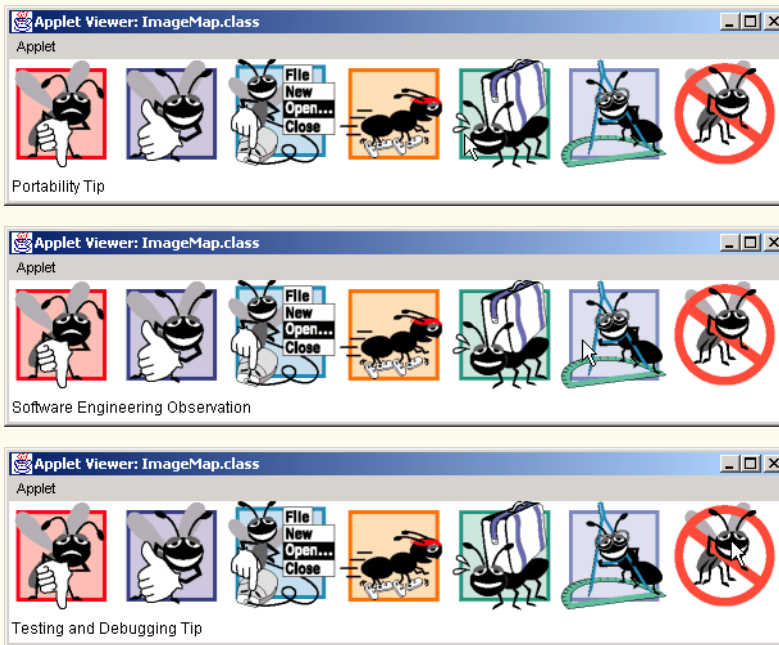 Applet Viewer: ImageMap.class
Applet
File
New
Open...
Close
Portability Tip
Applet Viewer: ImageMap.class
Applet
File
New
Open...
Close
Software Engineering Observation
Applet Viewer: ImageMap.class
Applet
File
New
Open...
Close
Testing and Debugging Tip